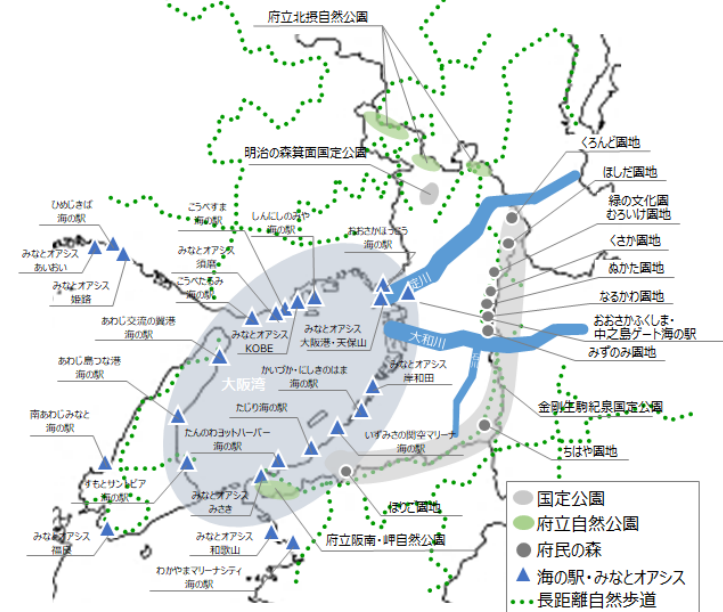 府立北摂自然公園
明治の森箕面国定公園
くろんど園地
ほしだ園地
緑の文化園
むろいけ園地
くさか園地
ぬかた園地
なるかわ園地
おおさかふくしま・
中之島ゲート海の駅
みずのみ園地
金剛生駒紀泉国定公園
ちはや園地
ひめじきば
海の駅
みなとオアシス
あいおい
みなとオアシス
姫路
こうべすま
海の駅
しんにしのみや
海の駅
おおさかほっこう
海の駅
みなとオアシス
須磨
こうべたるみ
海の駅
みなとオアシス
KOBE
みなとオアシス
大阪港・天保山
淀川
大和川
石川
あわじ交流の翼港
海の駅
あわじ島つな港
海の駅
大阪湾
かいづか・にしきのはま
海の駅
みなとオアシス
岸和田
たじり海の駅
たんのわヨットハーバー
海の駅
いずみさの関空マリーナ
海の駅
南あわじみなと
海の駅
すもとサントピア
海の駅
みなとオアシス
みさき
ほりご園地
みなとオアシス
福良
みなとオアシス
和歌山
府立阪南・岬自然公園
わかやまマリーナシティ
海の駅
国定公園
府立自然公園
府民の森
海の駅・みなとオアシス
長距離自然歩道